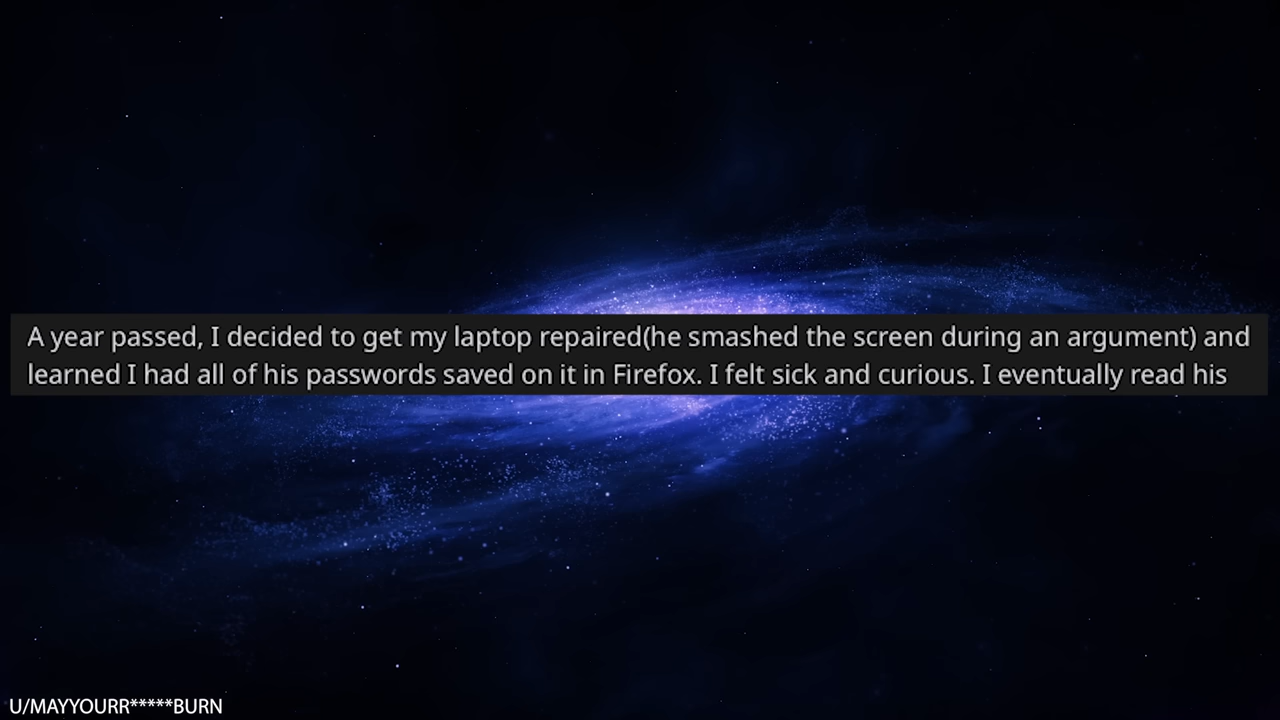 A year passed, I decided to get my laptop repaired(he smashed the screen during an argument) and
learned I had all of his passwords saved on it in Firefox. I felt sick and curious. I eventually read his
U/MAYYOURR*****BURN